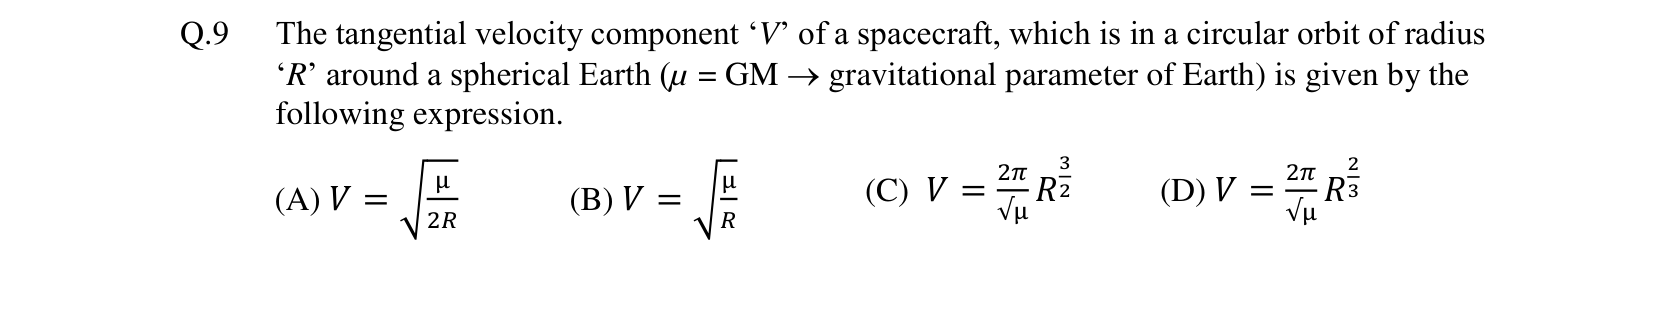 Q.9 The tangential velocity component ‘V’ of a spacecraft, which is in a circular orbit of radius
‘R’ around a spherical Earth (μ = GM → gravitational parameter of Earth) is given by the
following expression.
(A) V = √(μ/2R) (B) V = √(μ/R) (C) V = (2π/√μ) R^(3/2) (D) V = (2π/√μ) R^(2/3)